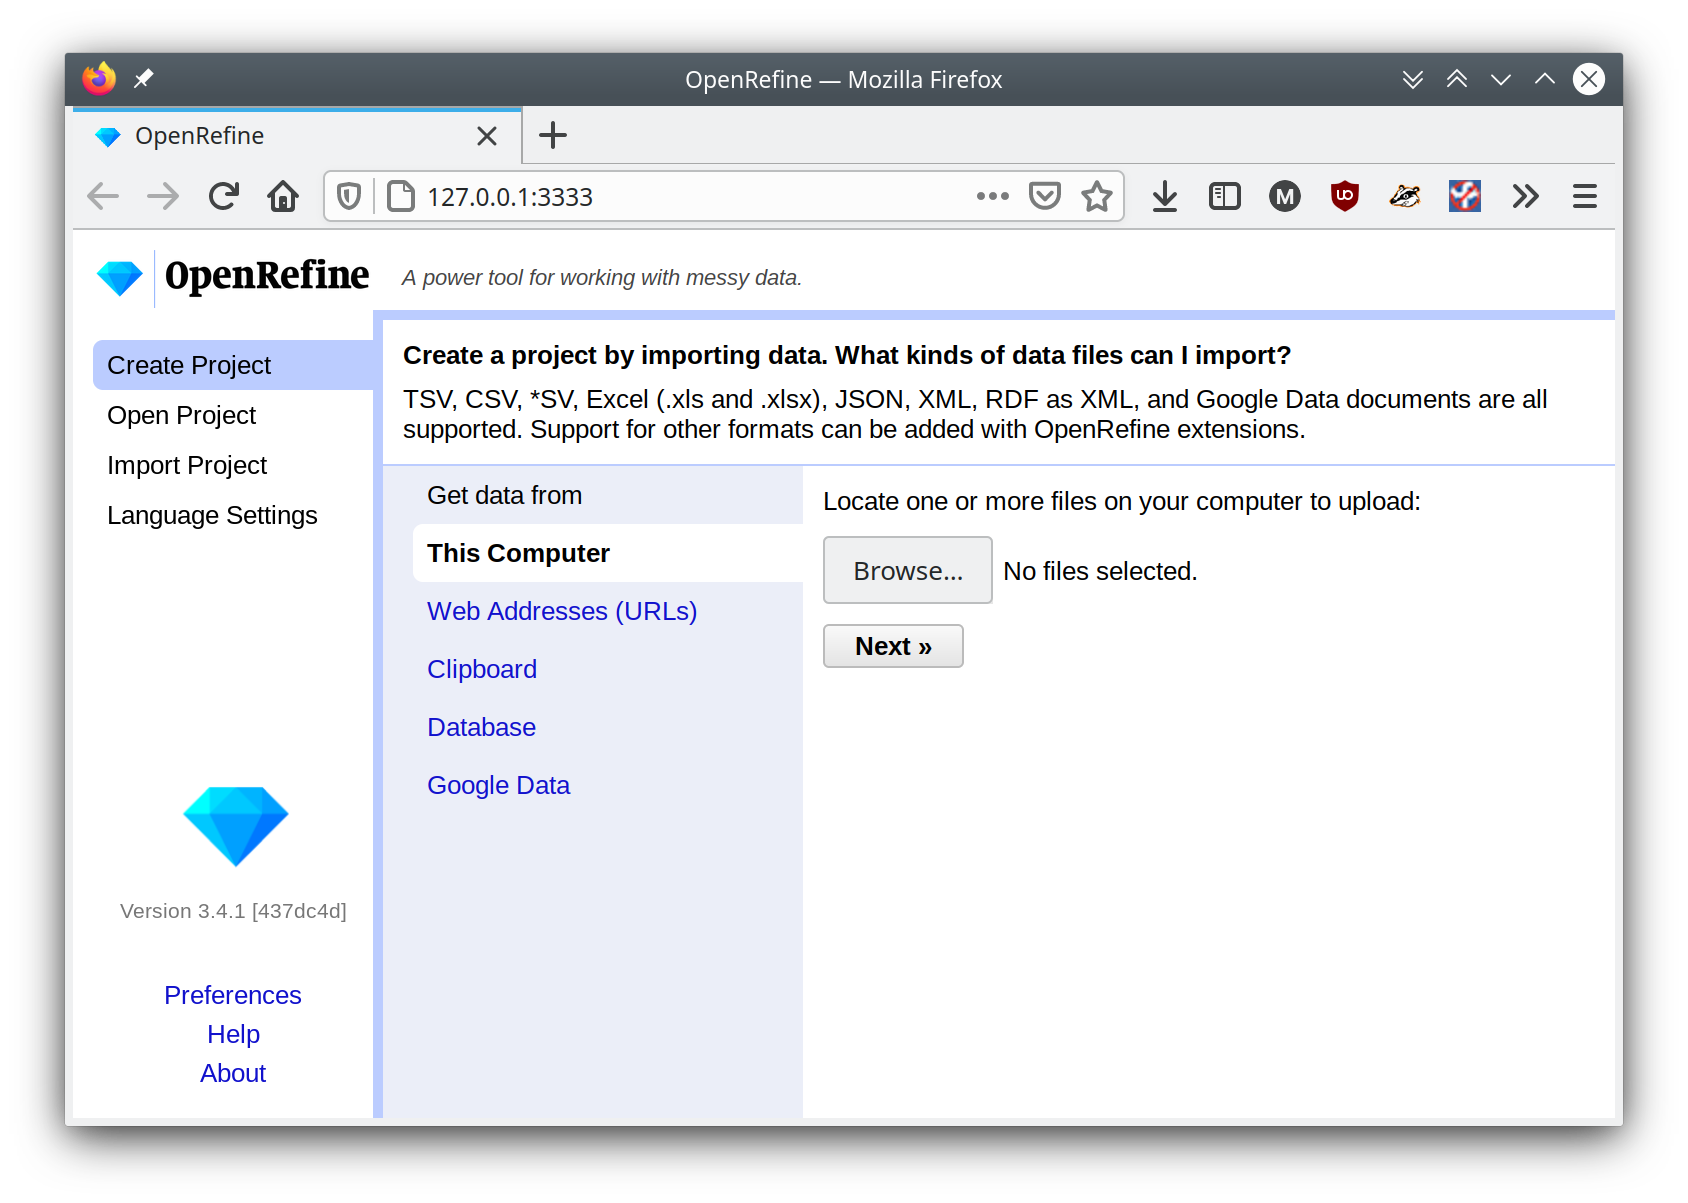 OpenRefine — Mozilla Firefox
OpenRefine
127.0.0.1:3333
M
UO
OpenRefine
A power tool for working with messy data.
Create Project
Open Project
Import Project
Language Settings
Version 3.4.1 [437dc4d]
Preferences
Help
About
Create a project by importing data. What kinds of data files can I import?
TSV, CSV, *SV, Excel (.xls and .xlsx), JSON, XML, RDF as XML, and Google Data documents are all
supported. Support for other formats can be added with OpenRefine extensions.
Get data from
This Computer
Web Addresses (URLs)
Clipboard
Database
Google Data
Locate one or more files on your computer to upload:
Browse... No files selected.
Next »